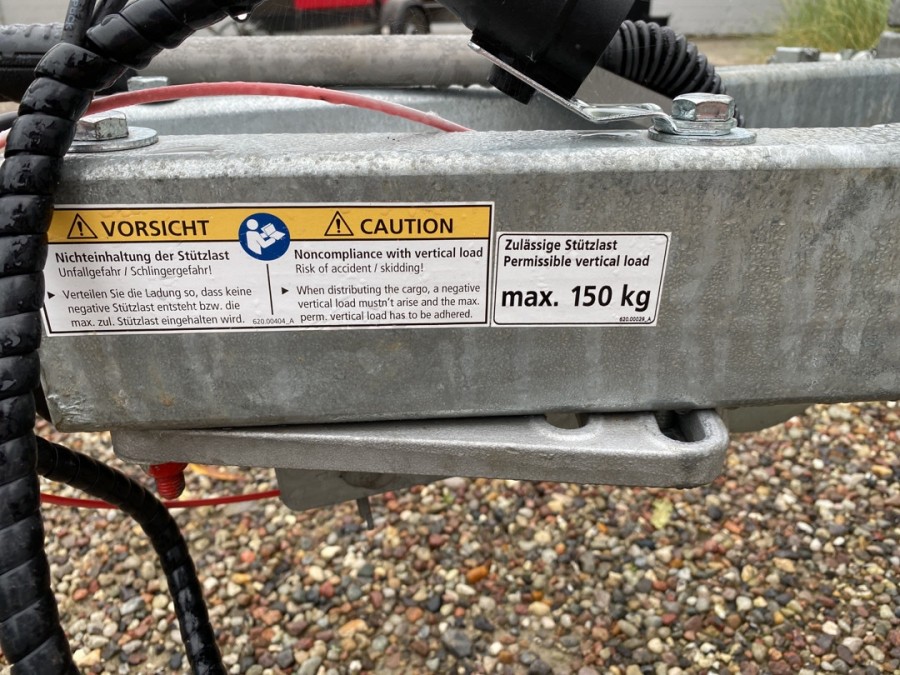 VORSICHT
Nichteinhaltung der Stützlast
Unfallgefahr / Schlingergefahr!
► Verteilen Sie die Ladung so, dass keine
negative Stützlast entsteht bzw. die
max. zul. Stützlast eingehalten wird.
620.00404_A
CAUTION
Noncompliance with vertical load
Risk of accident / skidding!
► When distributing the cargo, a negative
vertical load mustn't arise and the max.
perm. vertical load has to be adhered.
Zulässige Stützlast
Permissible vertical load
max. 150 kg
620.00026_A